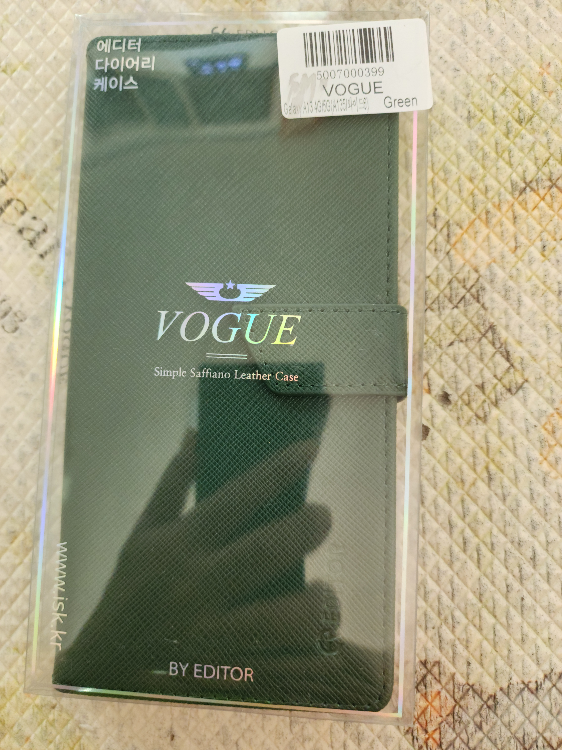 에디터
다이어리
케이스
5007000399
VOGUE
Green
VOGUE
Simple Saffiano Leather Case
www.isk.kr
BY EDITOR